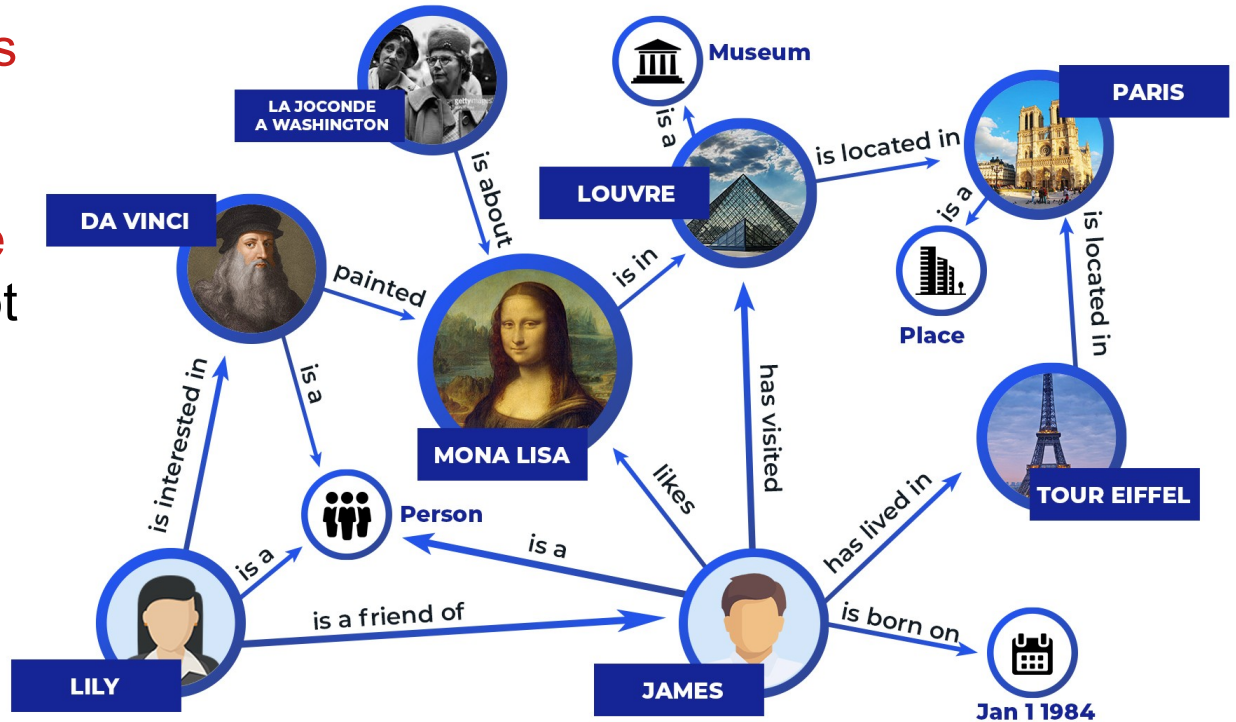 s
e
ot
LA JOCONDE
A WASHINGTON
Museum
PARIS
gettyimages
is a
is located in
is about
LOUVRE
DA VINCI
is a
is located in
painted
is in
Place
is a
is interested in
has visited
MONA LISA
likes
TOUR EIFFEL
has lived in
Person
is a
is a
is a friend of
is born on
LILY
JAMES
Jan 1 1984